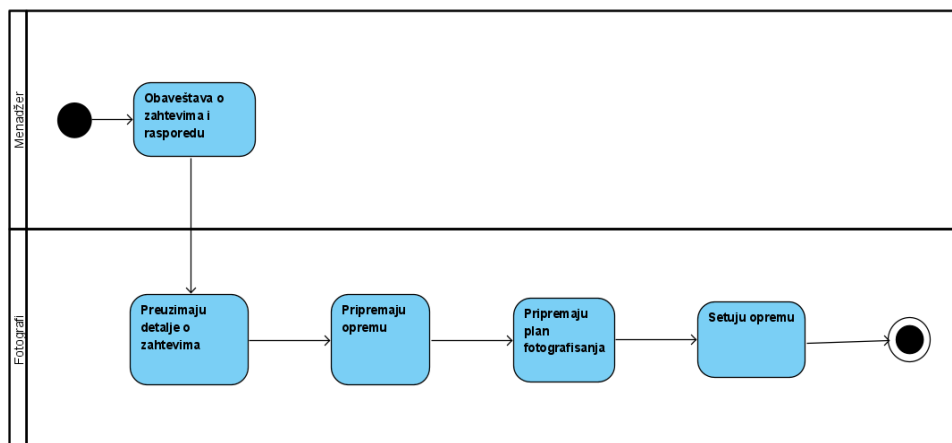 Menadžer
Obaveštava o
zahtevima i
rasporedu
Fotografi
Preuzimaju
detalje o
zahtevima
Pripremaju
opremu
Pripremaju
plan
fotografisanja
Setuju opremu